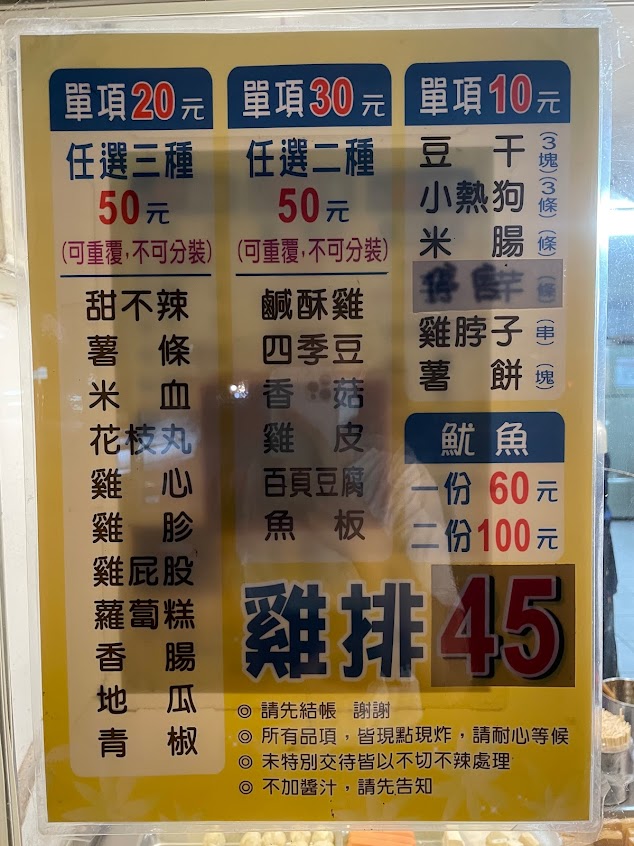 單項20元
任選三種
50元
(可重覆,不可分裝)
甜不辣
薯條
米血
花枝丸
雞心
雞胗
雞屁股
蘿蔔糕
香腸
地瓜
青椒
單項30元
任選二種
50元
(可重覆,不可分裝)
鹹酥雞
四季豆
香菇
雞皮
百頁豆腐
魚板
單項10元
豆干(3塊)
小熱狗(3條)
米腸(條)
雞脖子(串)
薯餅(塊)
魷魚
一份 60元
二份 100元
雞排45
◎ 請先結帳 謝謝
◎ 所有品項,皆現點現炸,請耐心等候
◎ 未特別交待皆以不切不辣處理
◎ 不加醬汁,請先告知